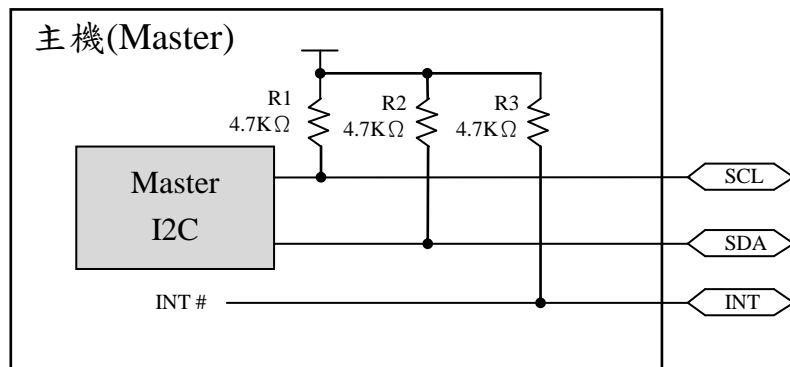 主機(Master)
R1
4.7KΩ
R2
4.7KΩ
R3
4.7KΩ
Master
I2C
SCL
SDA
INT #
INT